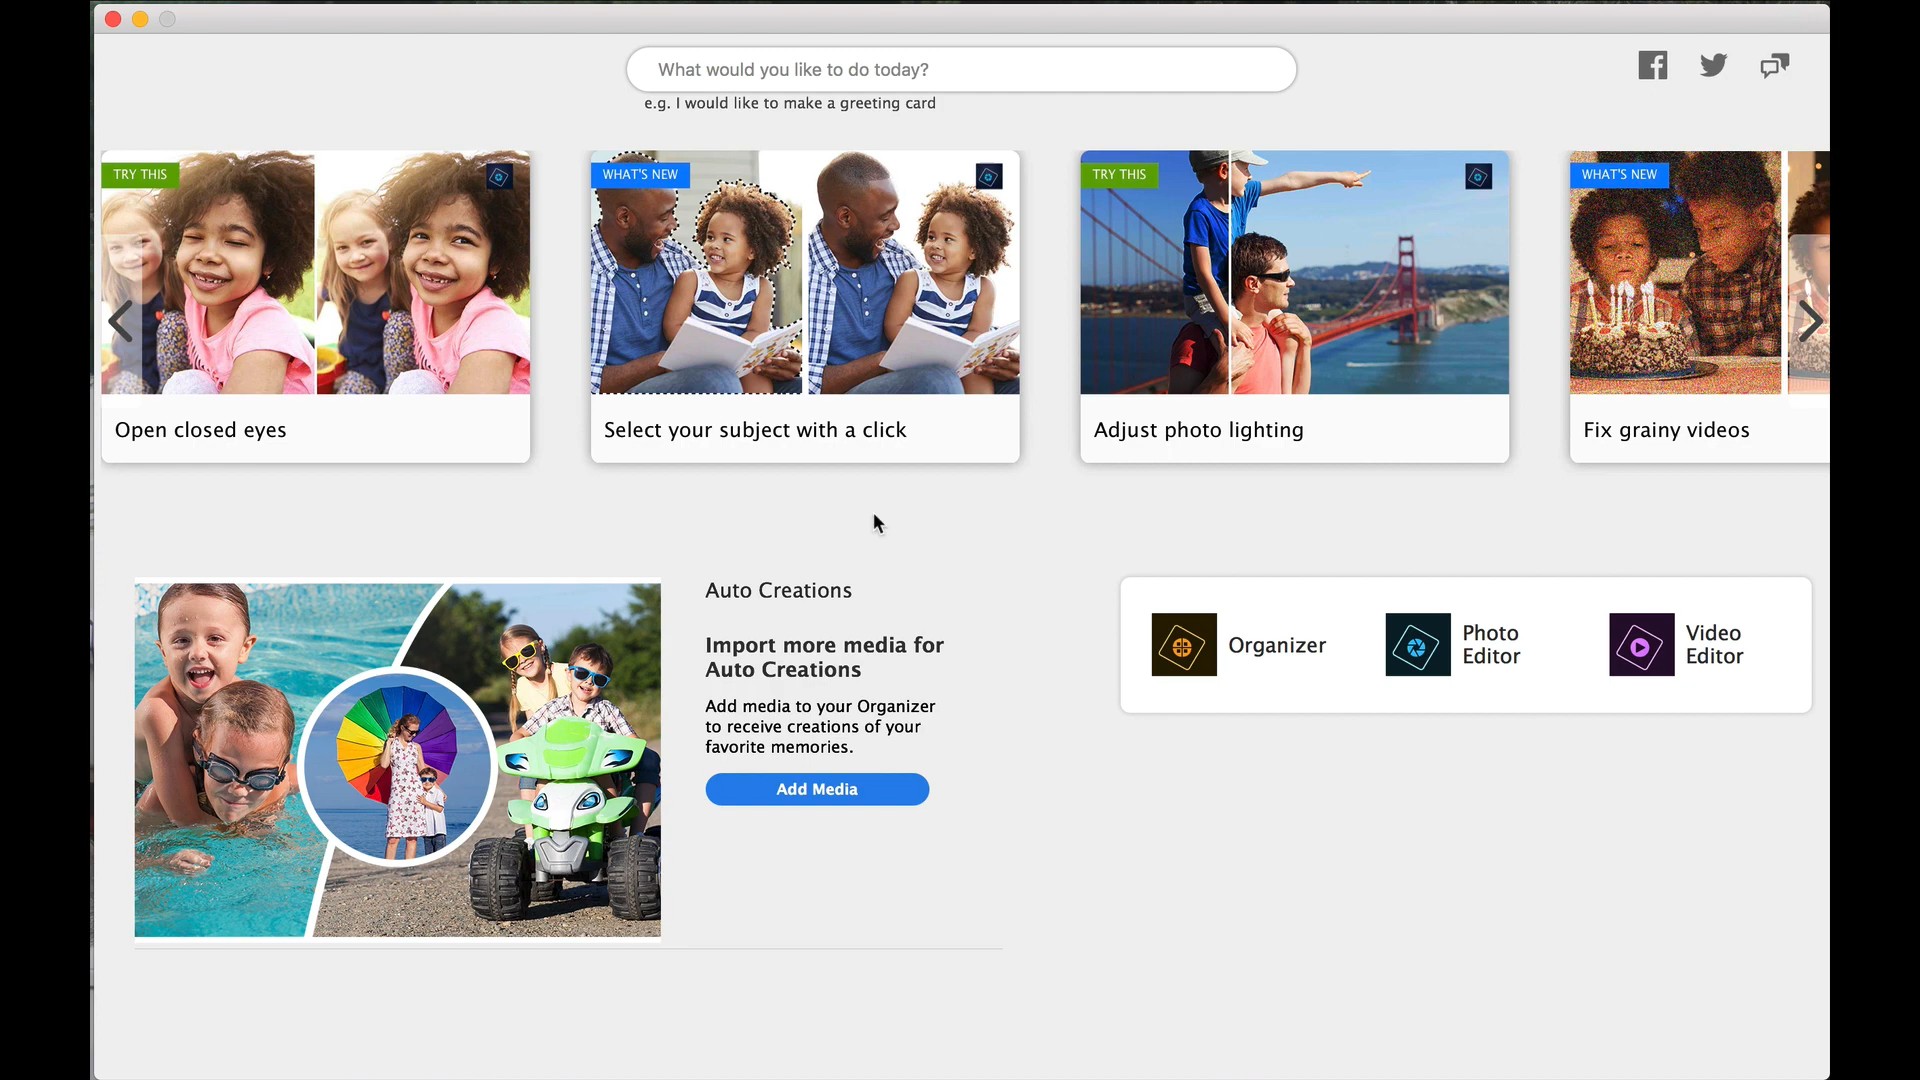 What would you like to do today?
e.g. I would like to make a greeting card
TRY THIS
WHAT'S NEW
TRY THIS
WHAT'S NEW
Open closed eyes
Select your subject with a click
Adjust photo lighting
Fix grainy videos
Auto Creations
Import more media for
Auto Creations
Add media to your Organizer
to receive creations of your
favorite memories.
Add Media
Organizer
Photo
Editor
Video
Editor